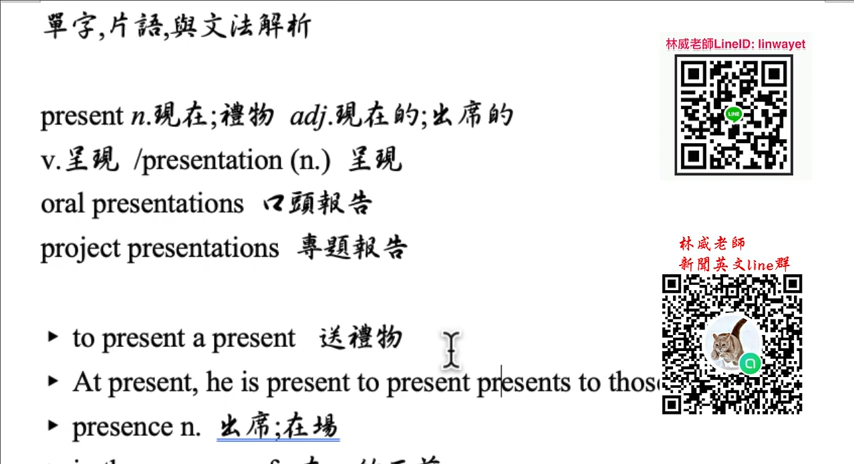 單字,片語,與文法解析
林威老師LineID: linwayet
LINE
present n.現在;禮物 adj.現在的;出席的
v.呈現 /presentation (n.) 呈現
oral presentations 口頭報告
project presentations 專題報告
林威老師
新聞英文line群
▸ to present a present 送禮物
▸ At present, he is present to present presents to those
▸ presence n. 出席;在場